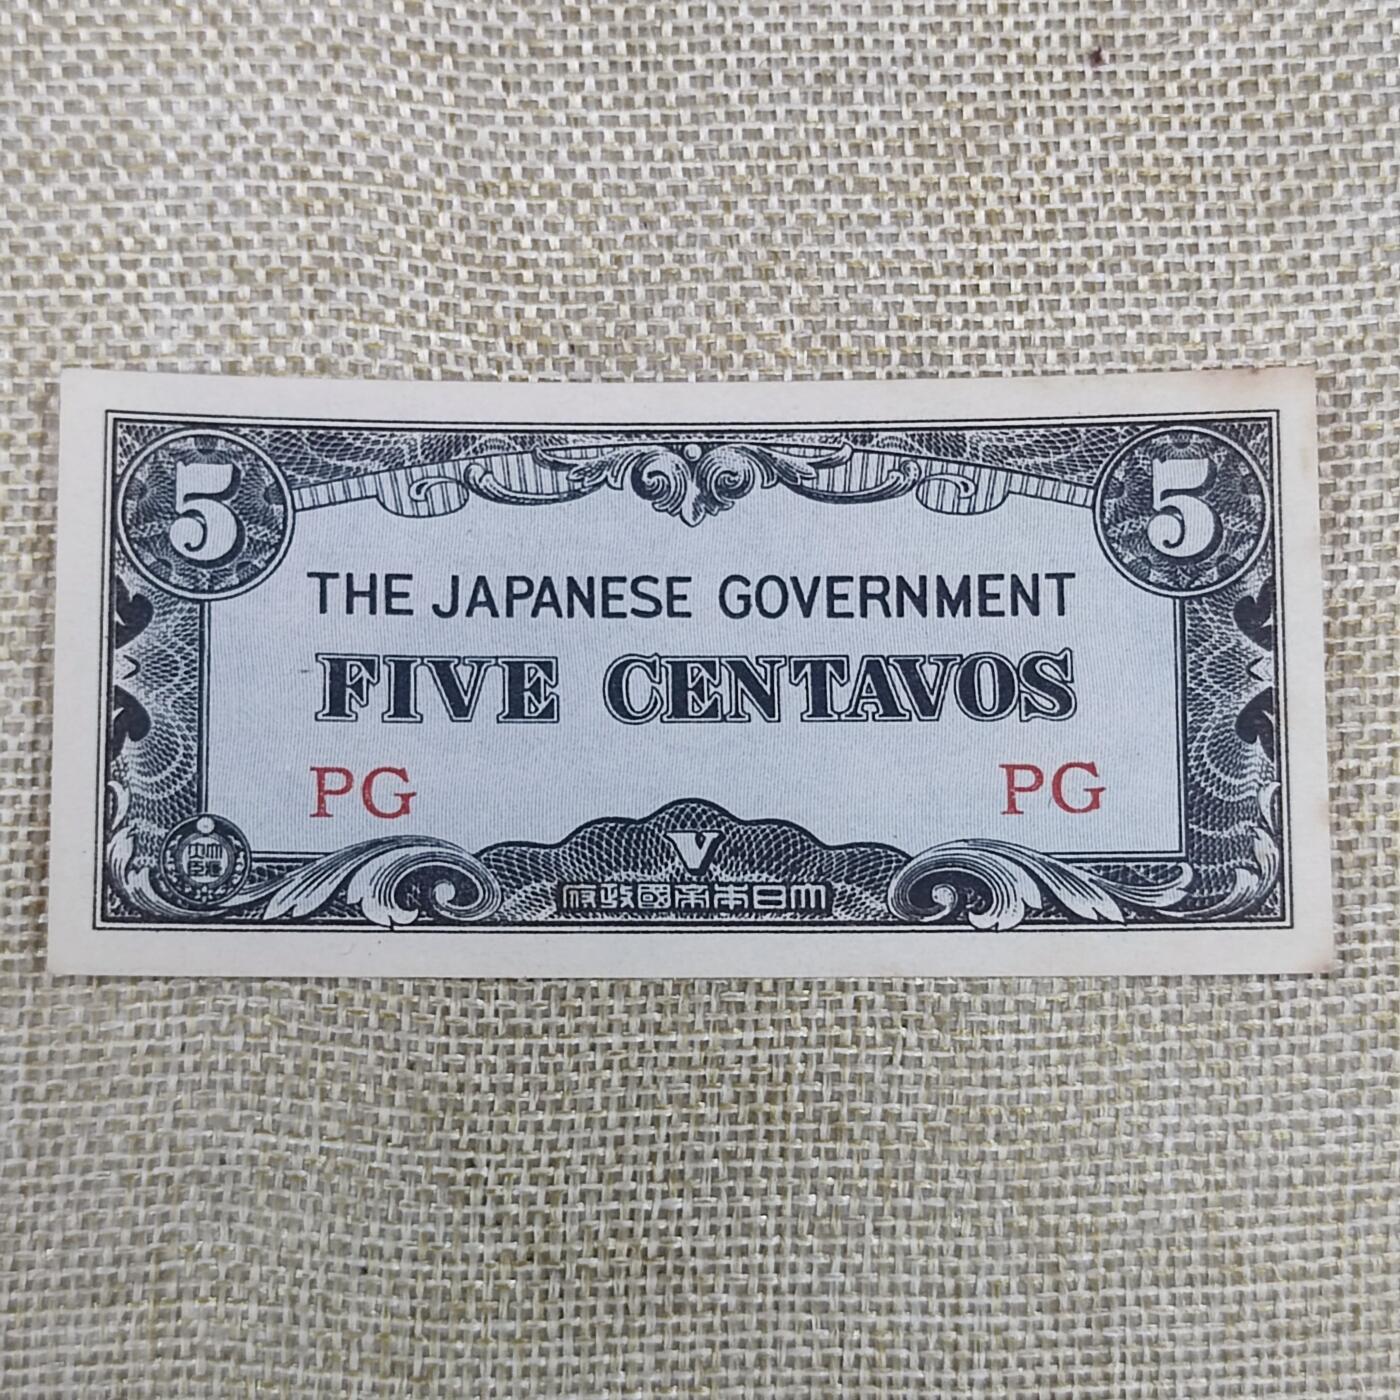 5 5
THE JAPANESE GOVERNMENT
FIVE CENTAVOS
PG PG
V
府政國帝本日大